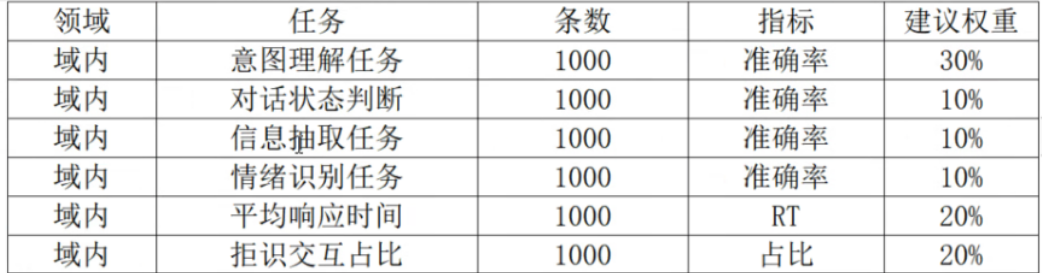 领域 任务 条数 指标 建议权重
域内 意图理解任务 1000 准确率 30%
域内 对话状态判断 1000 准确率 10%
域内 信息抽取任务 1000 准确率 10%
域内 情绪识别任务 1000 准确率 10%
域内 平均响应时间 1000 RT 20%
域内 拒识交互占比 1000 占比 20%